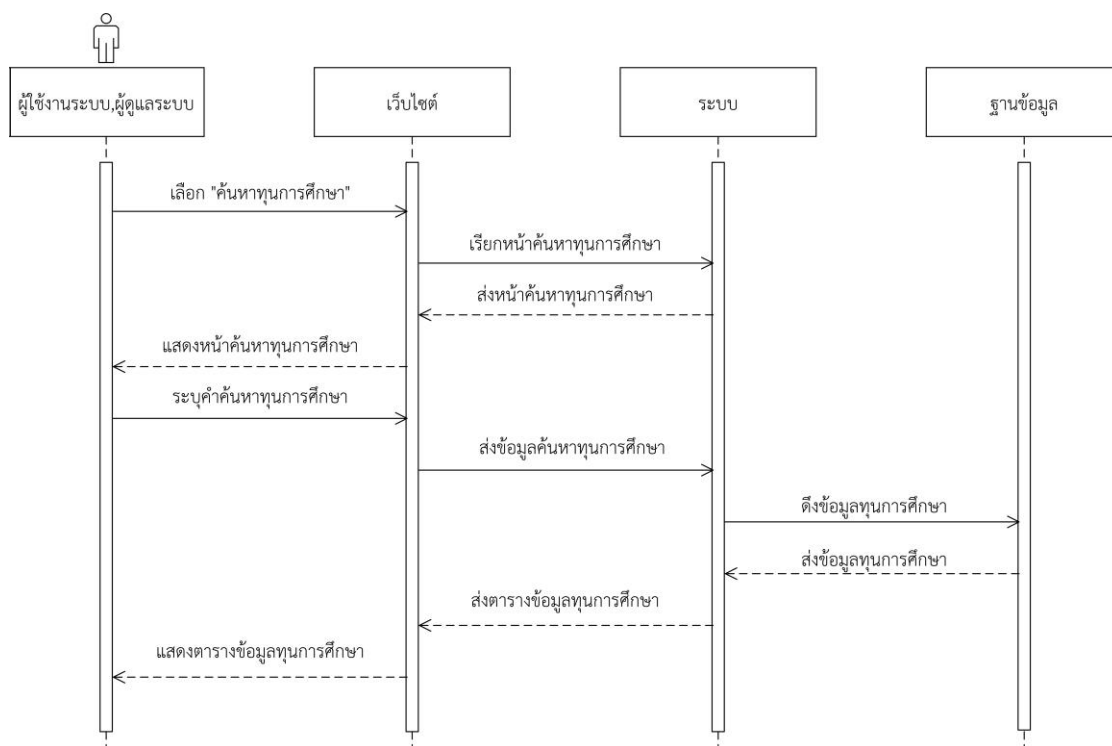 ผู้ใช้งานระบบ,ผู้ดูแลระบบ
เว็บไซต์
ระบบ
ฐานข้อมูล
เลือก "ค้นหาทุนการศึกษา"
เรียกหน้าค้นหาทุนการศึกษา
ส่งหน้าค้นหาทุนการศึกษา
แสดงหน้าค้นหาทุนการศึกษา
ระบุคำค้นหาทุนการศึกษา
ส่งข้อมูลค้นหาทุนการศึกษา
ดึงข้อมูลทุนการศึกษา
ส่งข้อมูลทุนการศึกษา
ส่งตารางข้อมูลทุนการศึกษา
แสดงตารางข้อมูลทุนการศึกษา